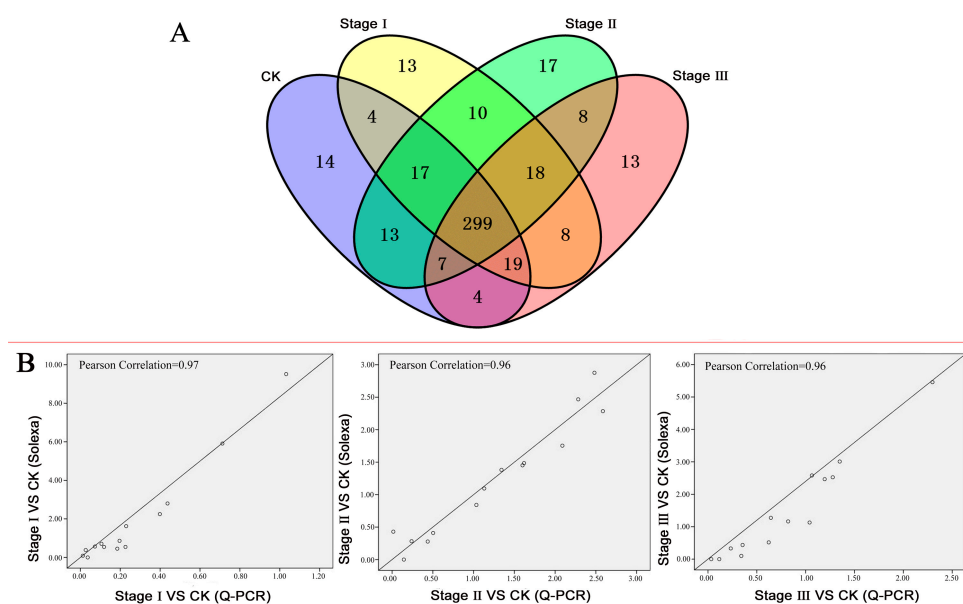 A
Stage I
Stage II
CK
Stage III
13
17
4
10
8
14
17
18
13
13
299
8
7
19
4
B
Pearson Correlation=0.97
10.00
8.00
6.00
4.00
2.00
0.00
0.00 0.20 0.40 0.60 0.80 1.00 1.20
Stage I VS CK (Solexa)
Stage I VS CK (Q-PCR)
Pearson Correlation=0.96
3.00
2.50
2.00
1.50
1.00
0.50
0.00
0.00 0.50 1.00 1.50 2.00 2.50 3.00
Stage II VS CK (Solexa)
Stage II VS CK (Q-PCR)
Pearson Correlation=0.96
6.00
5.00
4.00
3.00
2.00
1.00
0.00
0.00 0.50 1.00 1.50 2.00 2.50
Stage III VS CK (Solexa)
Stage III VS CK (Q-PCR)